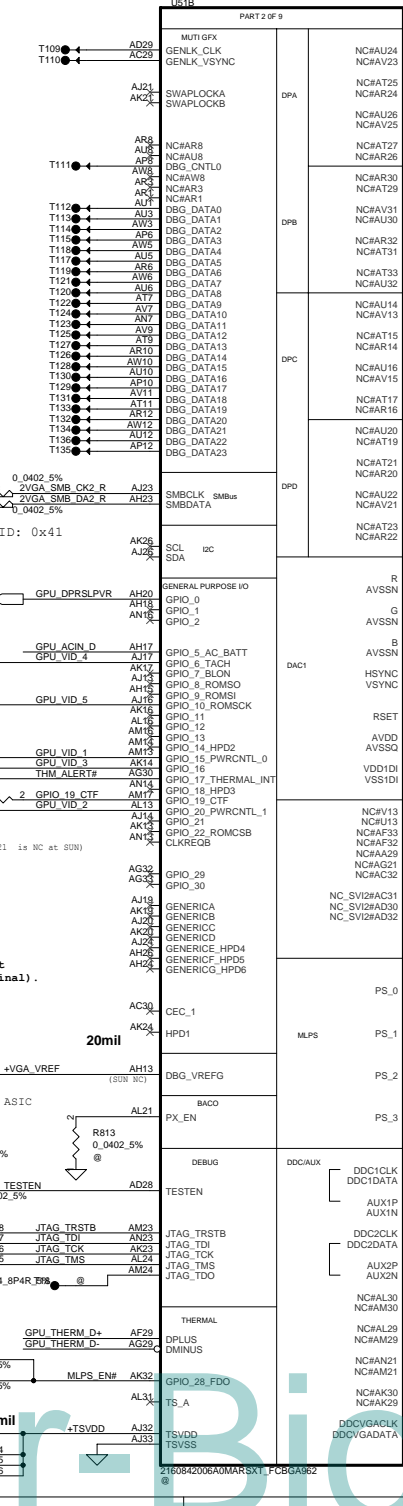 U51B
PART 2 OF 9
MUTI GFX
T109 AD29 GENLK_CLK NC#AU24
T110 AC29 GENLK_VSYNC NC#AV23
NC#AT25
AJ21 SWAPLOCKA DPA NC#AR24
AK21 SWAPLOCKB
NC#AU26
NC#AV25
AR8 NC#AR8 NC#AT27
AU8 NC#AU8 NC#AR26
T111 AP8 DBG_CNTL0
AW8 NC#AW8 NC#AR30
AR3 NC#AR3 NC#AT29
AR1 NC#AR1
T112 AU1 DBG_DATA0 NC#AV31
T113 AU3 DBG_DATA1 DPB NC#AU30
T114 AW3 DBG_DATA2
T115 AP6 DBG_DATA3 NC#AR32
T118 AW5 DBG_DATA4 NC#AT31
T117 AU5 DBG_DATA5
T119 AR6 DBG_DATA6 NC#AT33
T121 AW6 DBG_DATA7 NC#AU32
T120 AU6 DBG_DATA8
T122 AT7 DBG_DATA9 NC#AU14
T124 AV7 DBG_DATA10 NC#AV13
T123 AN7 DBG_DATA11
T125 AV9 DBG_DATA12 NC#AT15
T127 AT9 DBG_DATA13 NC#AR14
T126 AR10 DBG_DATA14 DPC
T128 AW10 DBG_DATA15 NC#AU16
T130 AU10 DBG_DATA16 NC#AV15
T129 AP10 DBG_DATA17
T131 AV11 DBG_DATA18 NC#AT17
T133 AT11 DBG_DATA19 NC#AR16
T132 AR12 DBG_DATA20
T134 AW12 DBG_DATA21 NC#AU20
T136 AU12 DBG_DATA22 NC#AT19
T135 AP12 DBG_DATA23
NC#AT21
NC#AR20
0_0402_5%
2VGA_SMB_CK2_R AJ23 SMBCLK SMBus DPD NC#AU22
2VGA_SMB_DA2_R AH23 SMBDATA NC#AV21
0_0402_5%
NC#AT23
ID: 0x41
AK26 SCL I2C NC#AR22
AJ26 SDA
R
GENERAL PURPOSE I/O AVSSN
GPU_DPRSLPVR AH20 GPIO_0
AH18 GPIO_1 G
AN16 GPIO_2 AVSSN
B
GPU_ACIN_D AH17 GPIO_5_AC_BATT AVSSN
GPU_VID_4 AJ17 GPIO_6_TACH
AK17 GPIO_7_BLON DAC1 HSYNC
AJ13 GPIO_8_ROMSO VSYNC
AH15 GPIO_9_ROMSI
GPU_VID_5 AJ16 GPIO_10_ROMSCK
AK16 GPIO_11 RSET
AL16 GPIO_12
AM16 GPIO_13 AVDD
AM14 GPIO_14_HPD2 AVSSQ
GPU_VID_1 AM13 GPIO_15_PWRCNTL_0
GPU_VID_3 AK14 GPIO_16 VDD1DI
THM_ALERT# AG30 GPIO_17_THERMAL_INT VSS1DI
AN14 GPIO_18_HPD3
2 GPIO_19_CTF AM17 GPIO_19_CTF
GPU_VID_2 AL13 GPIO_20_PWRCNTL_1 NC#V13
AJ14 GPIO_21 NC#U13
AK13 GPIO_22_ROMCSB NC#AF33
AN13 CLKREQB NC#AF32
21 is NC at SUN) NC#AA29
NC#AG21
AG32 GPIO_29 NC#AC32
AG33 GPIO_30
NC_SVI2#AC31
AJ19 GENERICA NC_SVI2#AD30
AK19 GENERICB NC_SVI2#AD32
AJ20 GENERICC
AK20 GENERICD
AJ24 GENERICE_HPD4
AH26 GENERICF_HPD5
AH24 GENERICG_HPD6
t
inal).
PS_0
AC30 CEC_1
AK24 HPD1 MLPS PS_1
20mil
+VGA_VREF AH13 DBG_VREFG PS_2
(SUN NC)
ASIC
BACO
AL21 PX_EN PS_3
2
R813
0_0402_5%
@
%
DEBUG DDC/AUX
DDC1CLK
DDC1DATA
TESTEN AD28 TESTEN
02_5%
AUX1P
AUX1N
JTAG_TRSTB AM23 JTAG_TRSTB DDC2CLK
JTAG_TDI AN23 JTAG_TDI DDC2DATA
JTAG_TCK AK23 JTAG_TCK
JTAG_TMS AL24 JTAG_TMS AUX2P
AM24 JTAG_TDO AUX2N
@
NC#AL30
NC#AM30
THERMAL
NC#AL29
GPU_THERM_D+ AF29 DPLUS NC#AM29
GPU_THERM_D- AG29 DMINUS
NC#AN21
5% NC#AM21
MLPS_EN# AK32 GPIO_28_FDO
5% NC#AK30
AL31 TS_A NC#AK29
mil
+TSVDD AJ32 TSVDD DDCVGACLK
AJ33 TSVSS DDCVGADATA
2160842006A0MARSXT_FCBGA962
@
r-Bio